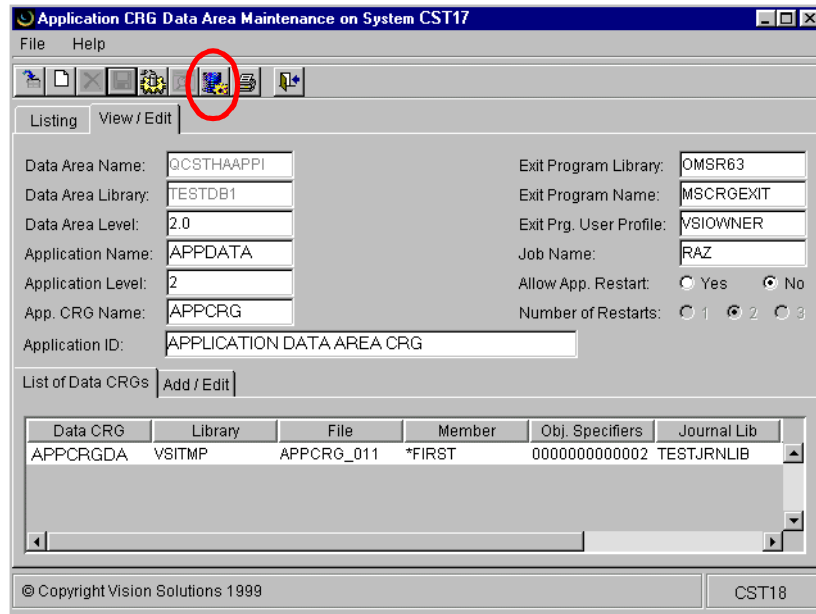 Application CRG Data Area Maintenance on System CST17
File Help
Listing View / Edit
Data Area Name: QCSTHAAPPI Exit Program Library: OMSR63
Data Area Library: TESTDB1 Exit Program Name: MSCRGEXIT
Data Area Level: 2.0 Exit Prg. User Profile: VSIOWNER
Application Name: APPDATA Job Name: RAZ
Application Level: 2 Allow App. Restart: Yes No
App. CRG Name: APPCRG Number of Restarts: 1 2 3
Application ID: APPLICATION DATA AREA CRG
List of Data CRGs Add / Edit
Data CRG Library File Member Obj. Specifiers Journal Lib
APPCRGDA VSITMP APPCRG_011 *FIRST 0000000000002 TESTJRNLIB
© Copyright Vision Solutions 1999 CST18